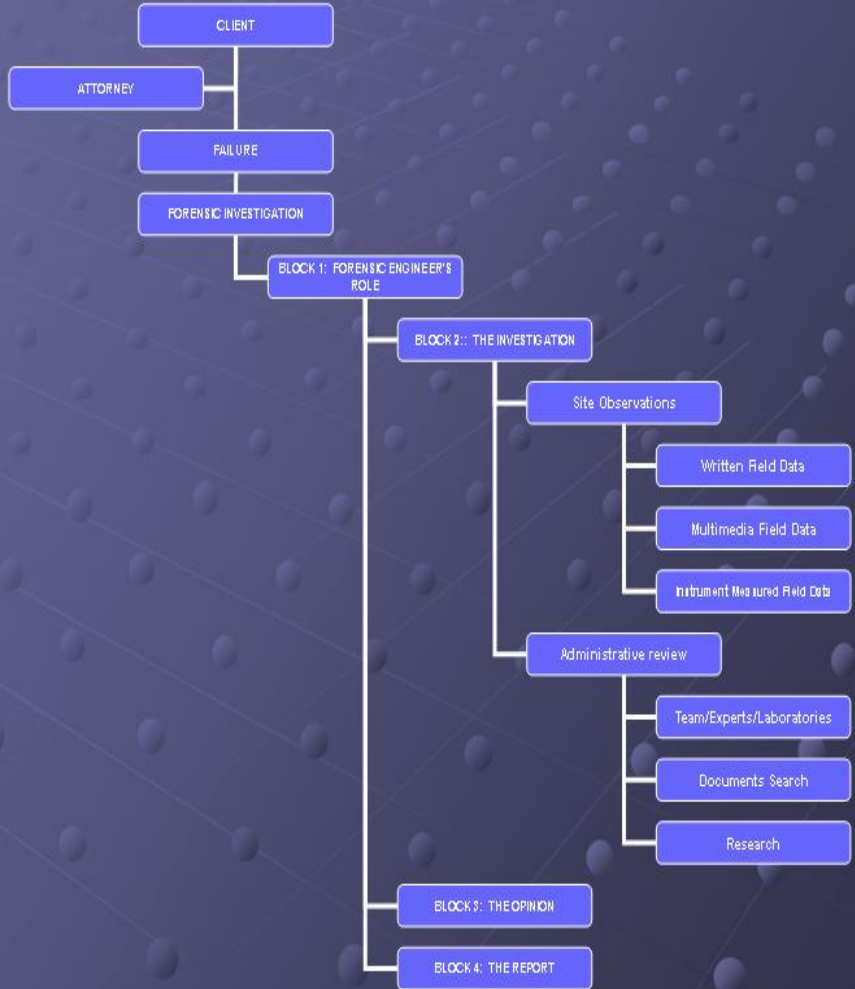 CLIENT
ATTORNEY
FAILURE
FORENSIC INVESTIGATION
BLOCK 1: FORENSIC ENGINEER'S
ROLE
BLOCK 2:: THE INVESTIGATION
Site Observations
Written Field Data
Multimedia Field Data
Instrument Measured Field Data
Administrative review
Team/Experts/Laboratories
Documents Search
Research
BLOCK 3: THE OPINION
BLOCK 4: THE REPORT